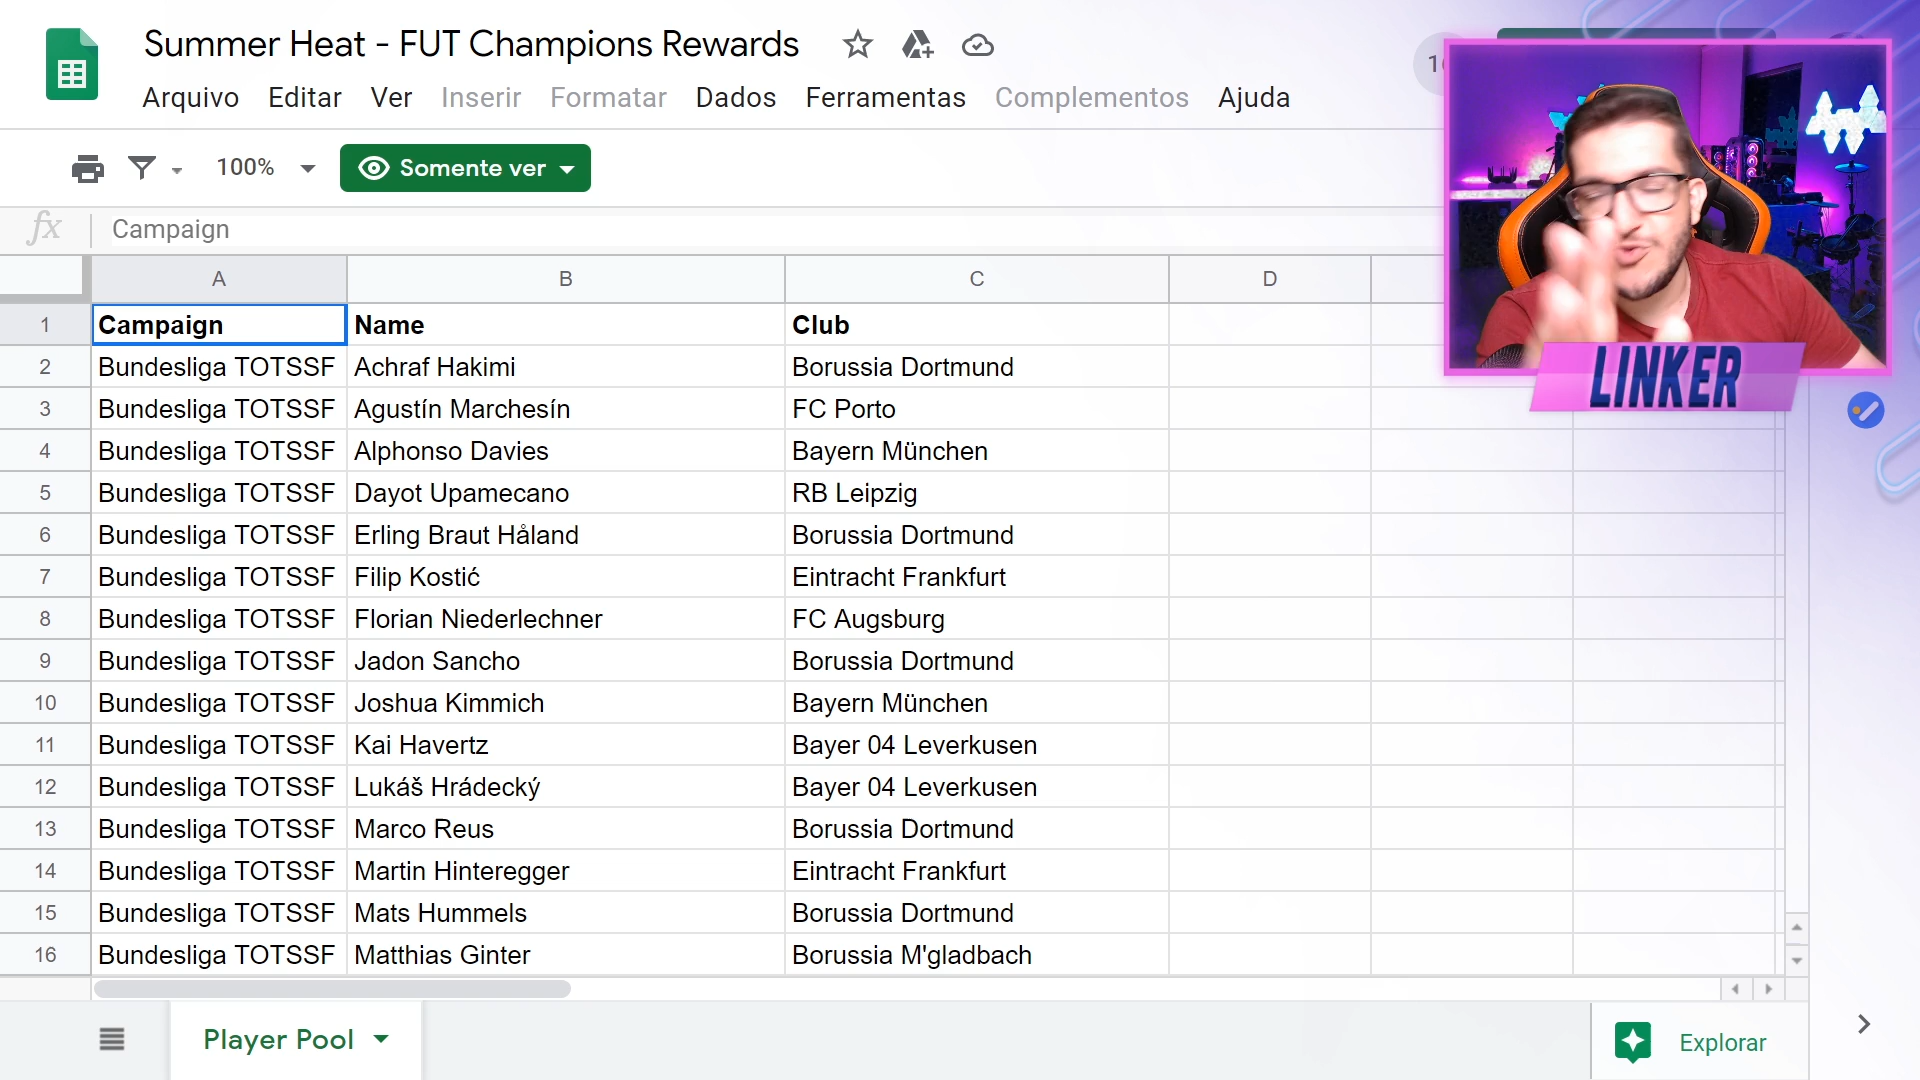 Summer Heat - FUT Champions Rewards
Arquivo Editar Ver Inserir Formatar Dados Ferramentas Complementos Ajuda
100% Somente ver
fx Campaign
A B C D
1 Campaign Name Club
2 Bundesliga TOTSSF Achraf Hakimi Borussia Dortmund
3 Bundesliga TOTSSF Agustín Marchesín FC Porto
4 Bundesliga TOTSSF Alphonso Davies Bayern München
5 Bundesliga TOTSSF Dayot Upamecano RB Leipzig
6 Bundesliga TOTSSF Erling Braut Håland Borussia Dortmund
7 Bundesliga TOTSSF Filip Kostić Eintracht Frankfurt
8 Bundesliga TOTSSF Florian Niederlechner FC Augsburg
9 Bundesliga TOTSSF Jadon Sancho Borussia Dortmund
10 Bundesliga TOTSSF Joshua Kimmich Bayern München
11 Bundesliga TOTSSF Kai Havertz Bayer 04 Leverkusen
12 Bundesliga TOTSSF Lukáš Hrádecký Bayer 04 Leverkusen
13 Bundesliga TOTSSF Marco Reus Borussia Dortmund
14 Bundesliga TOTSSF Martin Hinteregger Eintracht Frankfurt
15 Bundesliga TOTSSF Mats Hummels Borussia Dortmund
16 Bundesliga TOTSSF Matthias Ginter Borussia M'gladbach
LINKER
Player Pool
Explorar